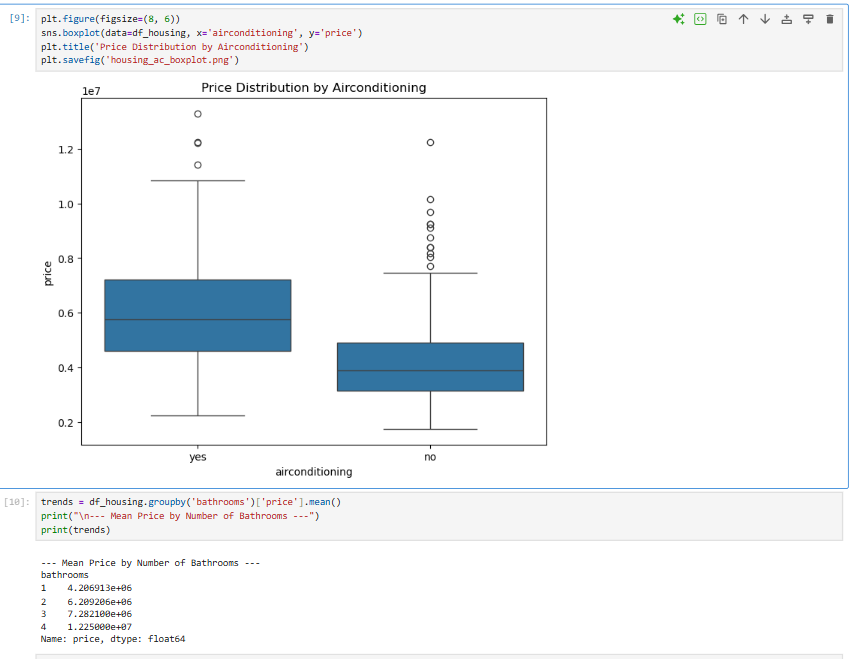 [9]:
plt.figure(figsize=(8, 6))
sns.boxplot(data=df_housing, x='airconditioning', y='price')
plt.title('Price Distribution by Airconditioning')
plt.savefig('housing_ac_boxplot.png')
Price Distribution by Airconditioning
1e7
1.2
1.0
0.8
0.6
0.4
0.2
price
yes no
airconditioning
[10]:
trends = df_housing.groupby('bathrooms')['price'].mean()
print("\n--- Mean Price by Number of Bathrooms ---")
print(trends)
--- Mean Price by Number of Bathrooms ---
bathrooms
1    4.206913e+06
2    6.209206e+06
3    7.282100e+06
4    1.225000e+07
Name: price, dtype: float64